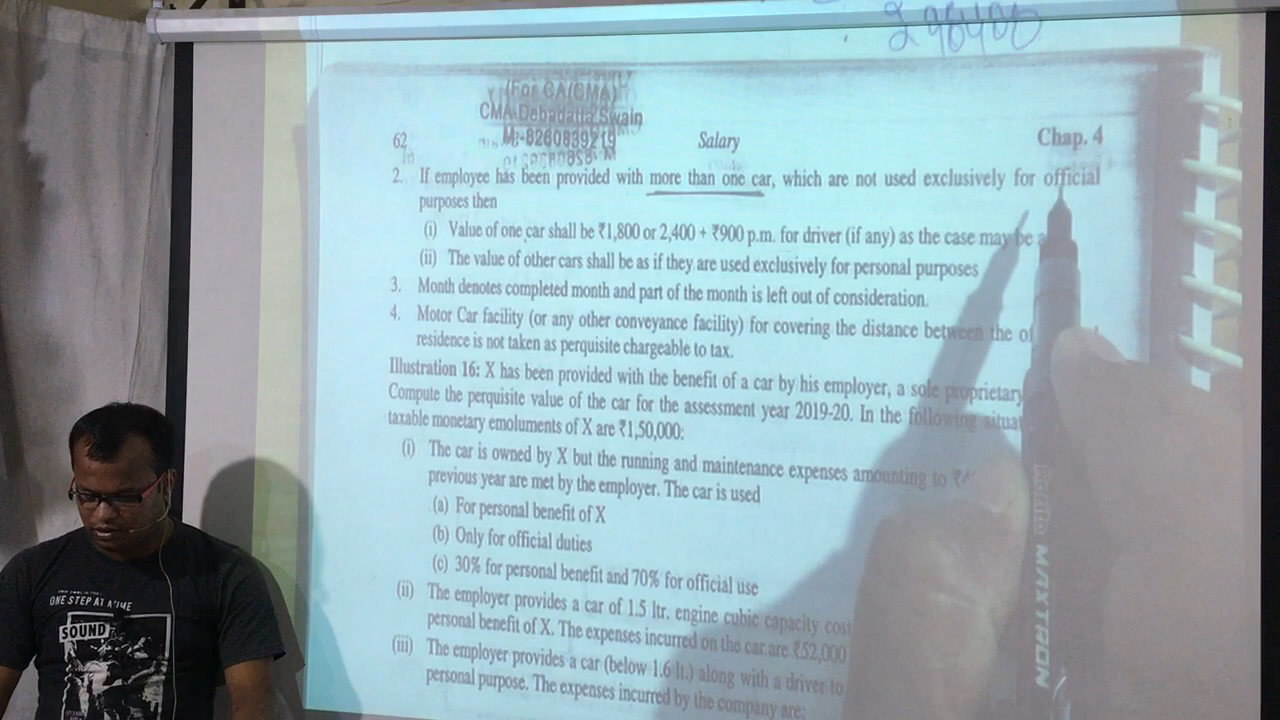 298400
(For CA/CMA)
CMA Debadatta Swain
M:-8260839219
62 Salary Chap. 4
2. If employee has been provided with more than one car, which are not used exclusively for official
purposes then
(i) Value of one car shall be ₹1,800 or 2,400 + ₹900 p.m. for driver (if any) as the case may be
(ii) The value of other cars shall be as if they are used exclusively for personal purposes
3. Month denotes completed month and part of the month is left out of consideration.
4. Motor Car facility (or any other conveyance facility) for covering the distance between the
residence is not taken as perquisite chargeable to tax.
Illustration 16: X has been provided with the benefit of a car by his employer, a sole proprietary
Compute the perquisite value of the car for the assessment year 2019-20. In the following
taxable monetary emoluments of X are ₹1,50,000:
(i) The car is owned by X but the running and maintenance expenses amounting to
previous year are met by the employer. The car is used
(a) For personal benefit of X
(b) Only for official duties
(c) 30% for personal benefit and 70% for official use
(ii) The employer provides a car of 1.5 ltr. engine cubic capacity
personal benefit of X. The expenses incurred on the car are ₹52,000
(iii) The employer provides a car (below 1.6 lt.) along with a driver to
personal purpose. The expenses incurred by the company are:
MAXTRON
ONE STEP AT A TIME
SOUND